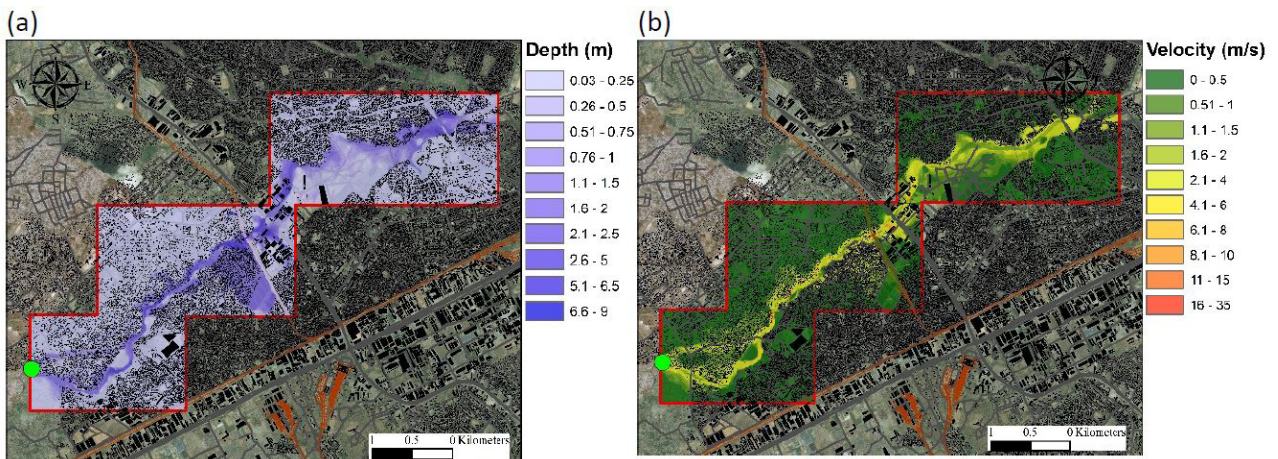 (a)
(b)
W
E
S
Depth (m)
0.03 - 0.25
0.26 - 0.5
0.51 - 0.75
0.76 - 1
1.1 - 1.5
1.6 - 2
2.1 - 2.5
2.6 - 5
5.1 - 6.5
6.6 - 9
1 0.5 0 Kilometers
Velocity (m/s)
0 - 0.5
0.51 - 1
1.1 - 1.5
1.6 - 2
2.1 - 4
4.1 - 6
6.1 - 8
8.1 - 10
11 - 15
16 - 35
1 0.5 0 Kilometers